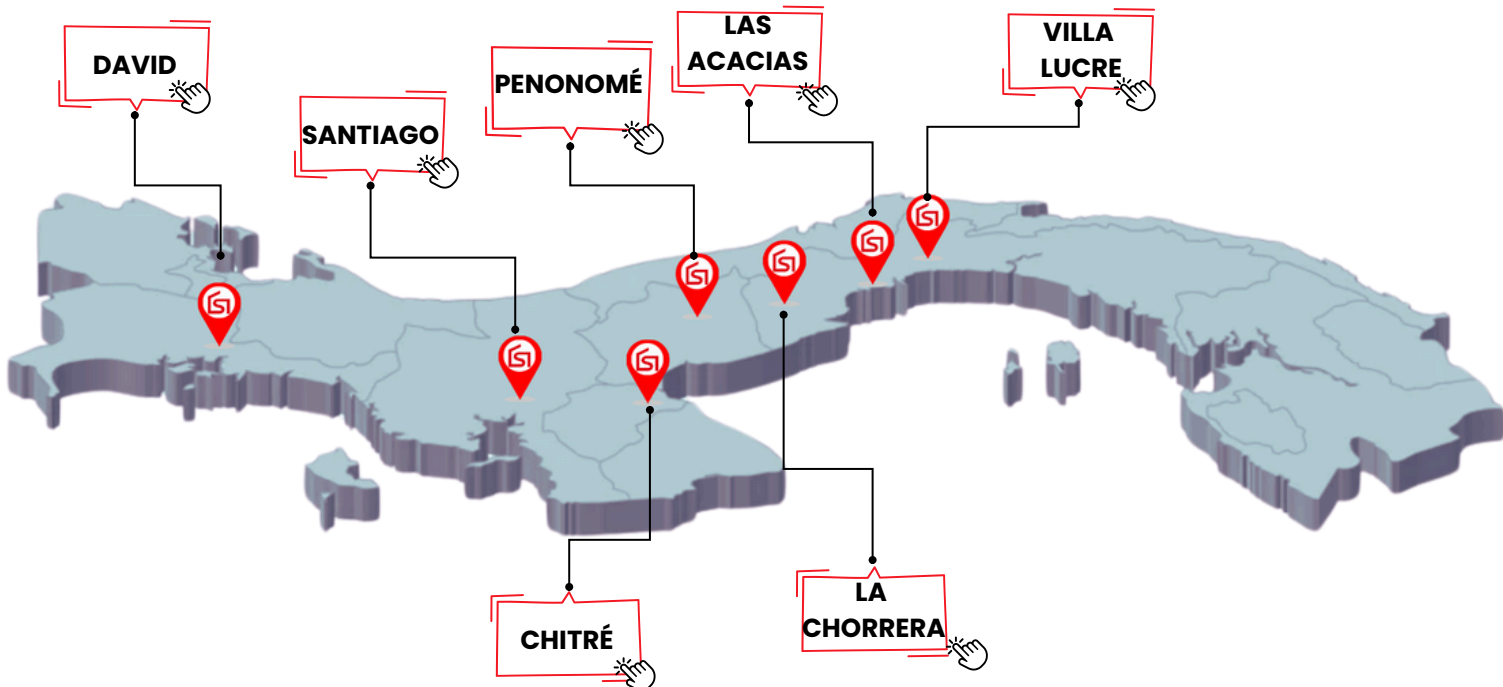 DAVID
SANTIAGO
PENONOMÉ
LAS
ACACIAS
VILLA
LUCRE
CHITRÉ
LA
CHORRERA